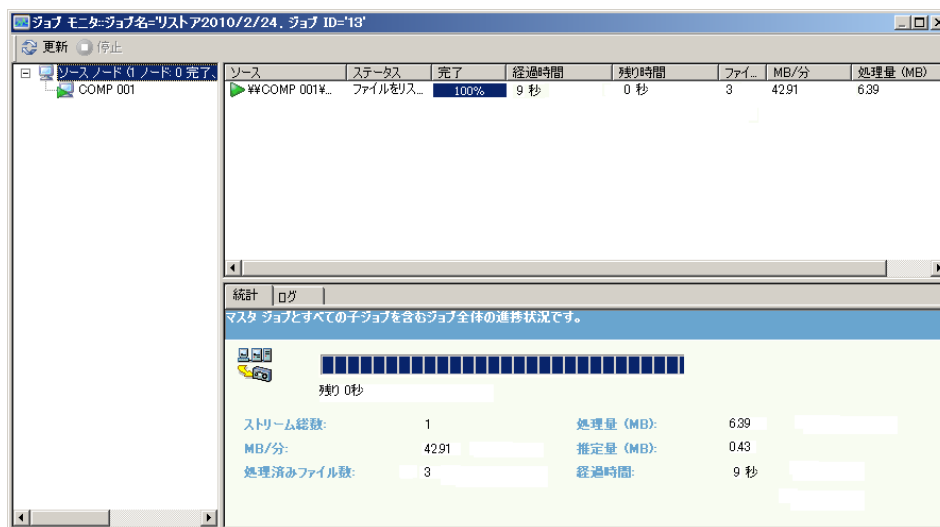 ジョブ モニタ::ジョブ名='リストア2010/2/24 , ジョブ ID='13'
更新 停止
ソース ノード (1 ノード: 0 完了、
COMP 001
ソース ステータス 完了 経過時間 残り時間 ファイ... MB/分 処理量 (MB)
¥¥COMP 001¥... ファイルをリス... 100% 9 秒 0 秒 3 42.91 6.39
統計 ログ
マスタ ジョブとすべての子ジョブを含むジョブ全体の進捗状況です。
残り 0秒
ストリーム総数: 1 処理量 (MB): 6.39
MB/分: 42.91 推定量 (MB): 0.43
処理済みファイル数: 3 経過時間: 9 秒